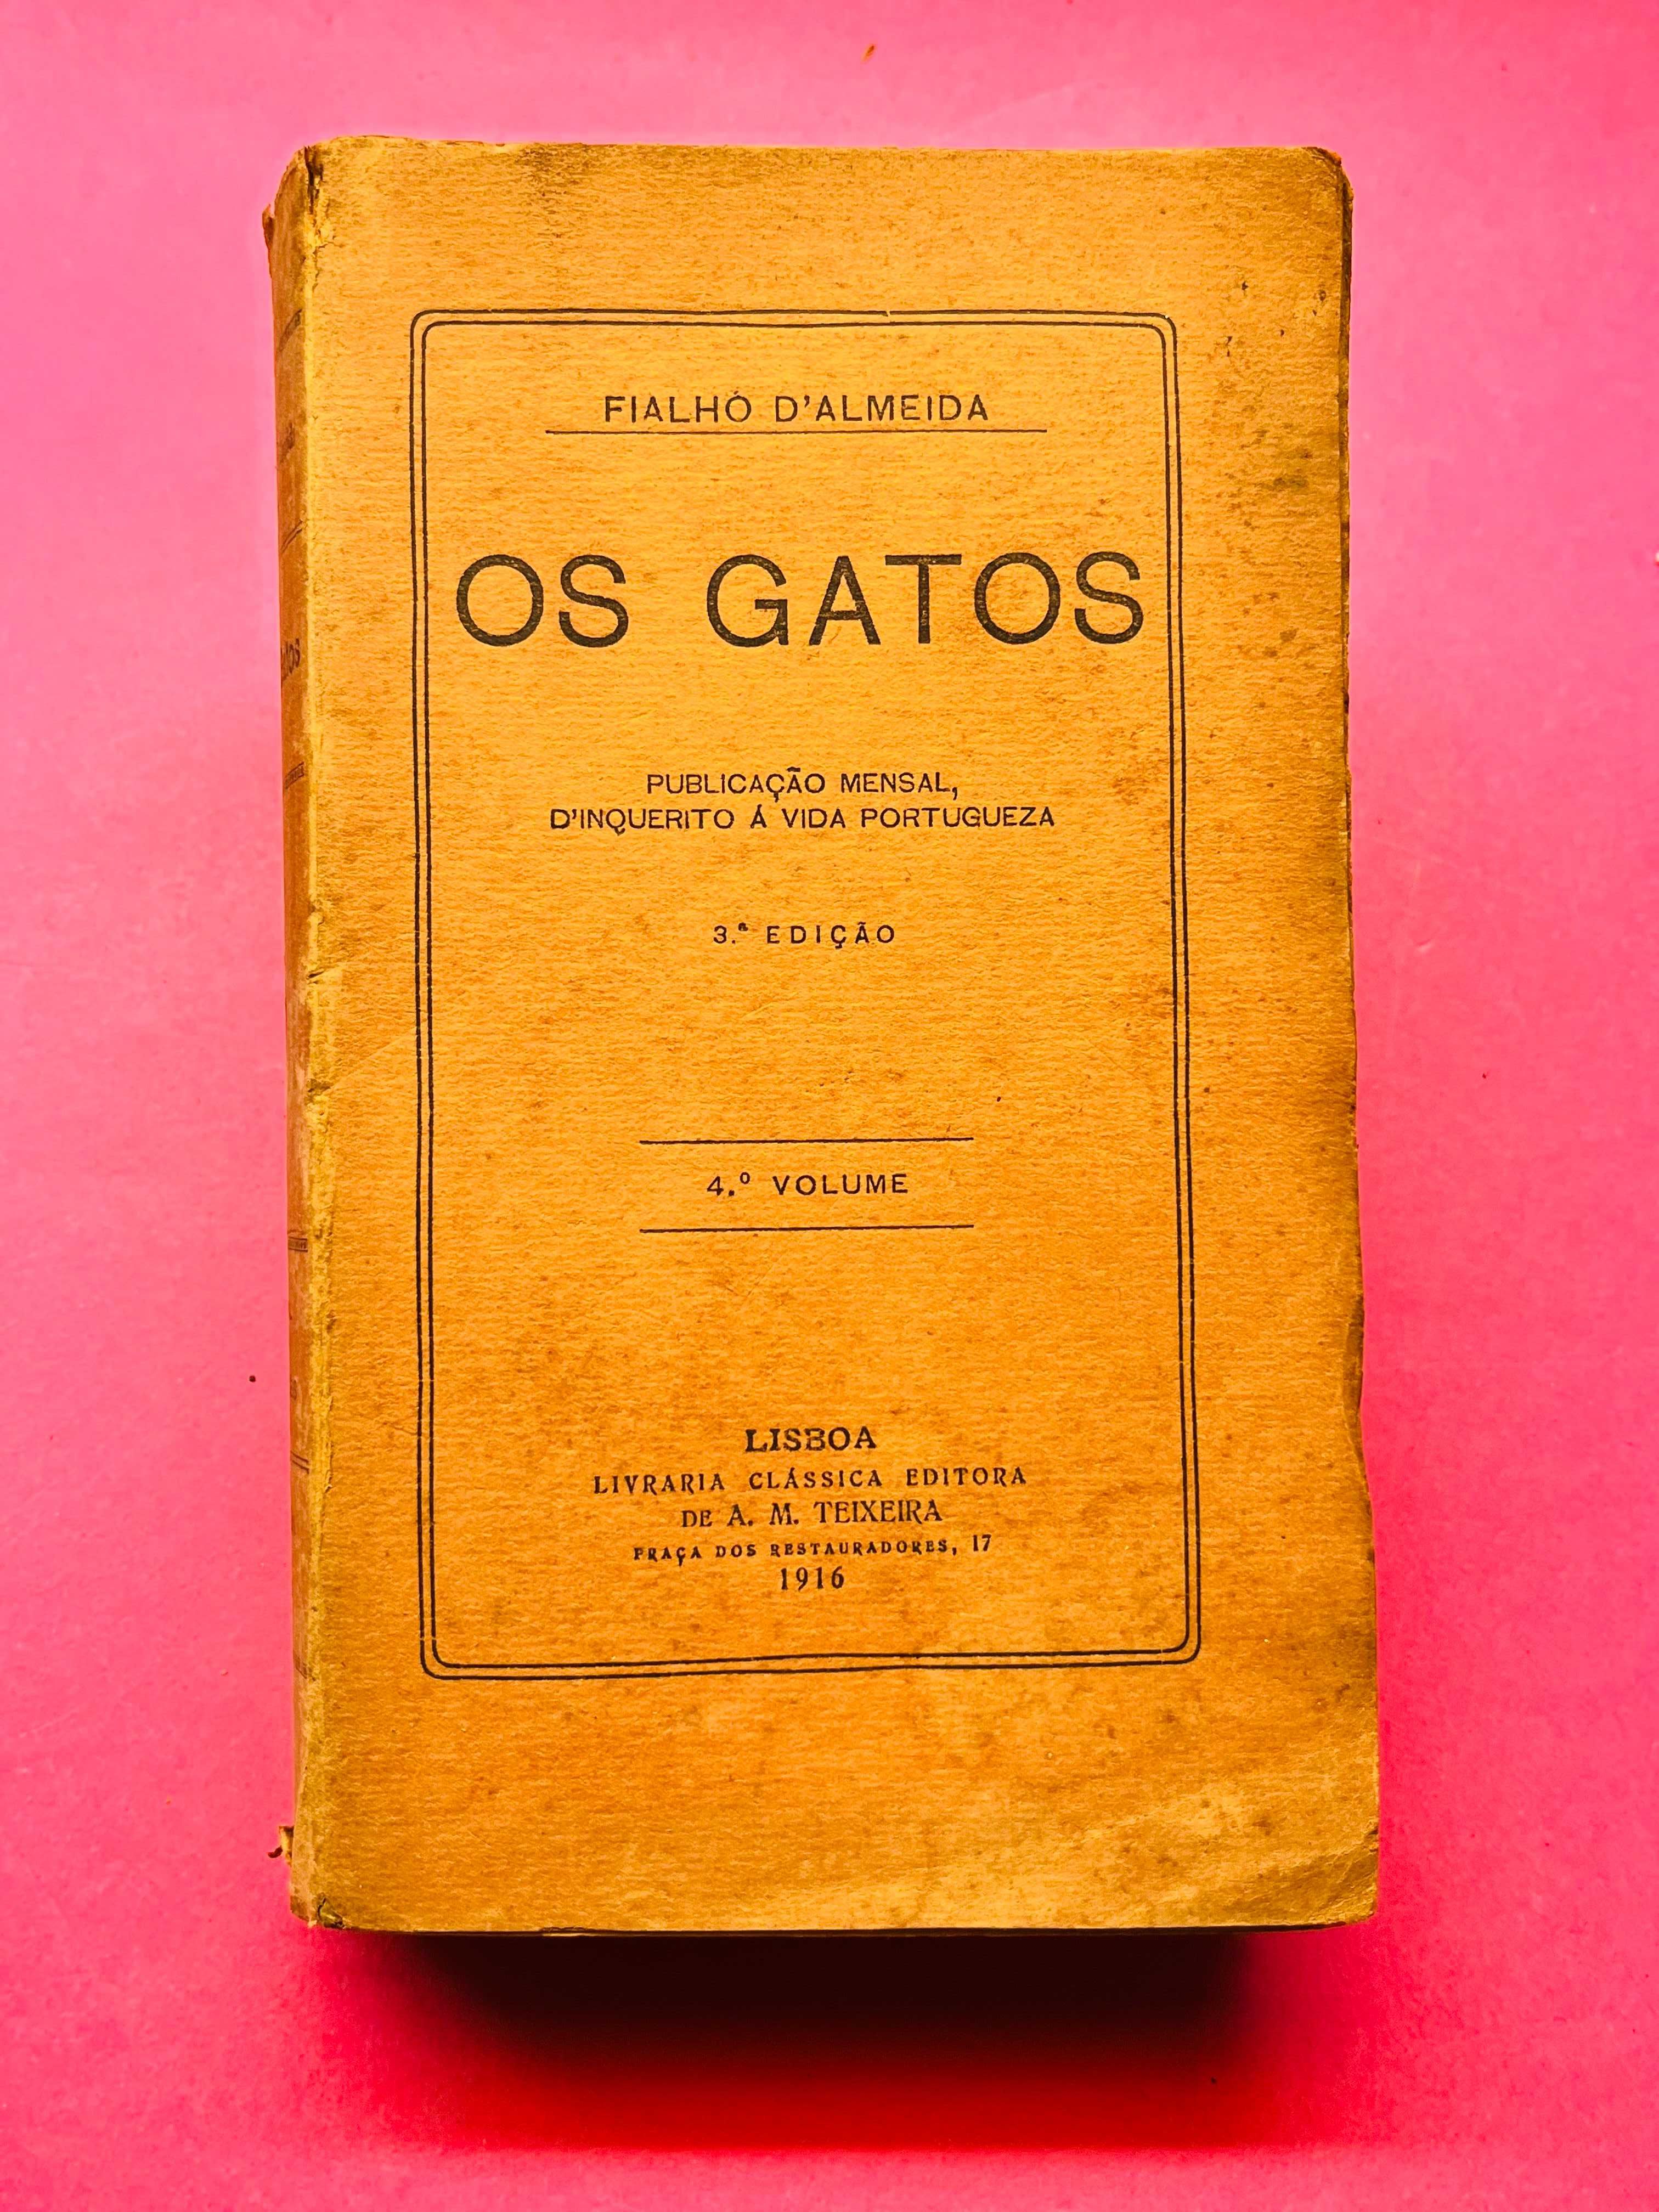 FIALHO D'ALMEIDA
OS GATOS
PUBLICAÇÃO MENSAL,
D'INQUERITO Á VIDA PORTUGUEZA
3.ª EDIÇÃO
4.º VOLUME
LISBOA
LIVRARIA CLÁSSICA EDITORA
DE A. M. TEIXEIRA
PRAÇA DOS RESTAURADORES, 17
1916